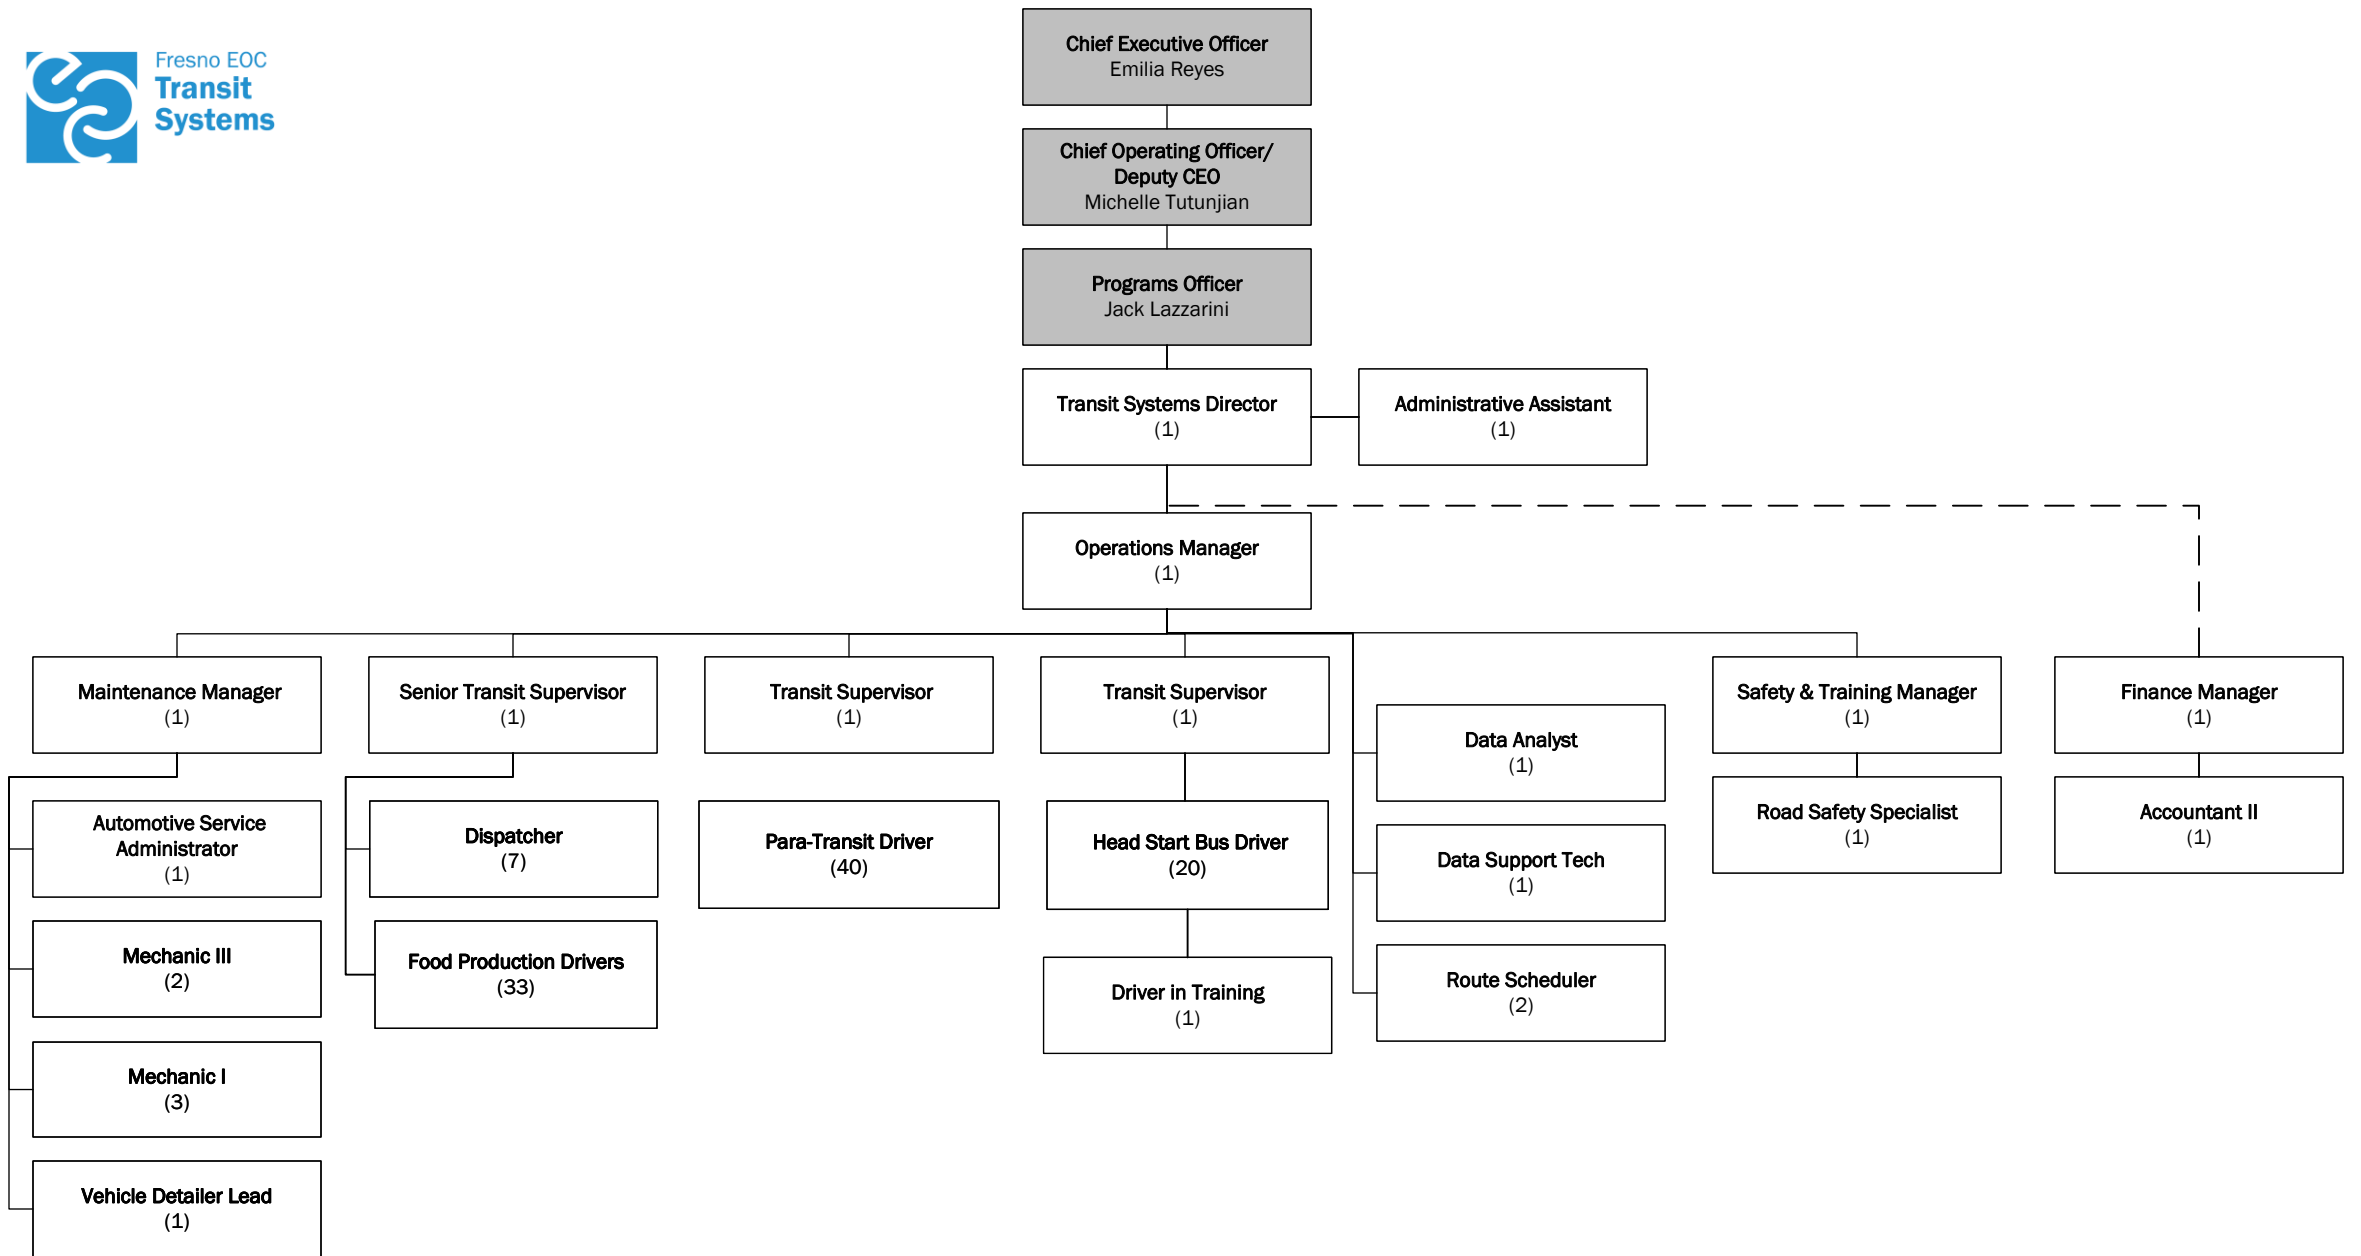 Fresno EOC
Transit
Systems
Chief Executive Officer
Emilia Reyes
Chief Operating Officer/
Deputy CEO
Michelle Tutunjian
Programs Officer
Jack Lazzarini
Transit Systems Director
(1)
Administrative Assistant
(1)
Operations Manager
(1)
Maintenance Manager
(1)
Senior Transit Supervisor
(1)
Transit Supervisor
(1)
Transit Supervisor
(1)
Safety & Training Manager
(1)
Finance Manager
(1)
Automotive Service
Administrator
(1)
Mechanic III
(2)
Mechanic I
(3)
Vehicle Detailer Lead
(1)
Dispatcher
(7)
Food Production Drivers
(33)
Para-Transit Driver
(40)
Head Start Bus Driver
(20)
Driver in Training
(1)
Data Analyst
(1)
Data Support Tech
(1)
Route Scheduler
(2)
Road Safety Specialist
(1)
Accountant II
(1)